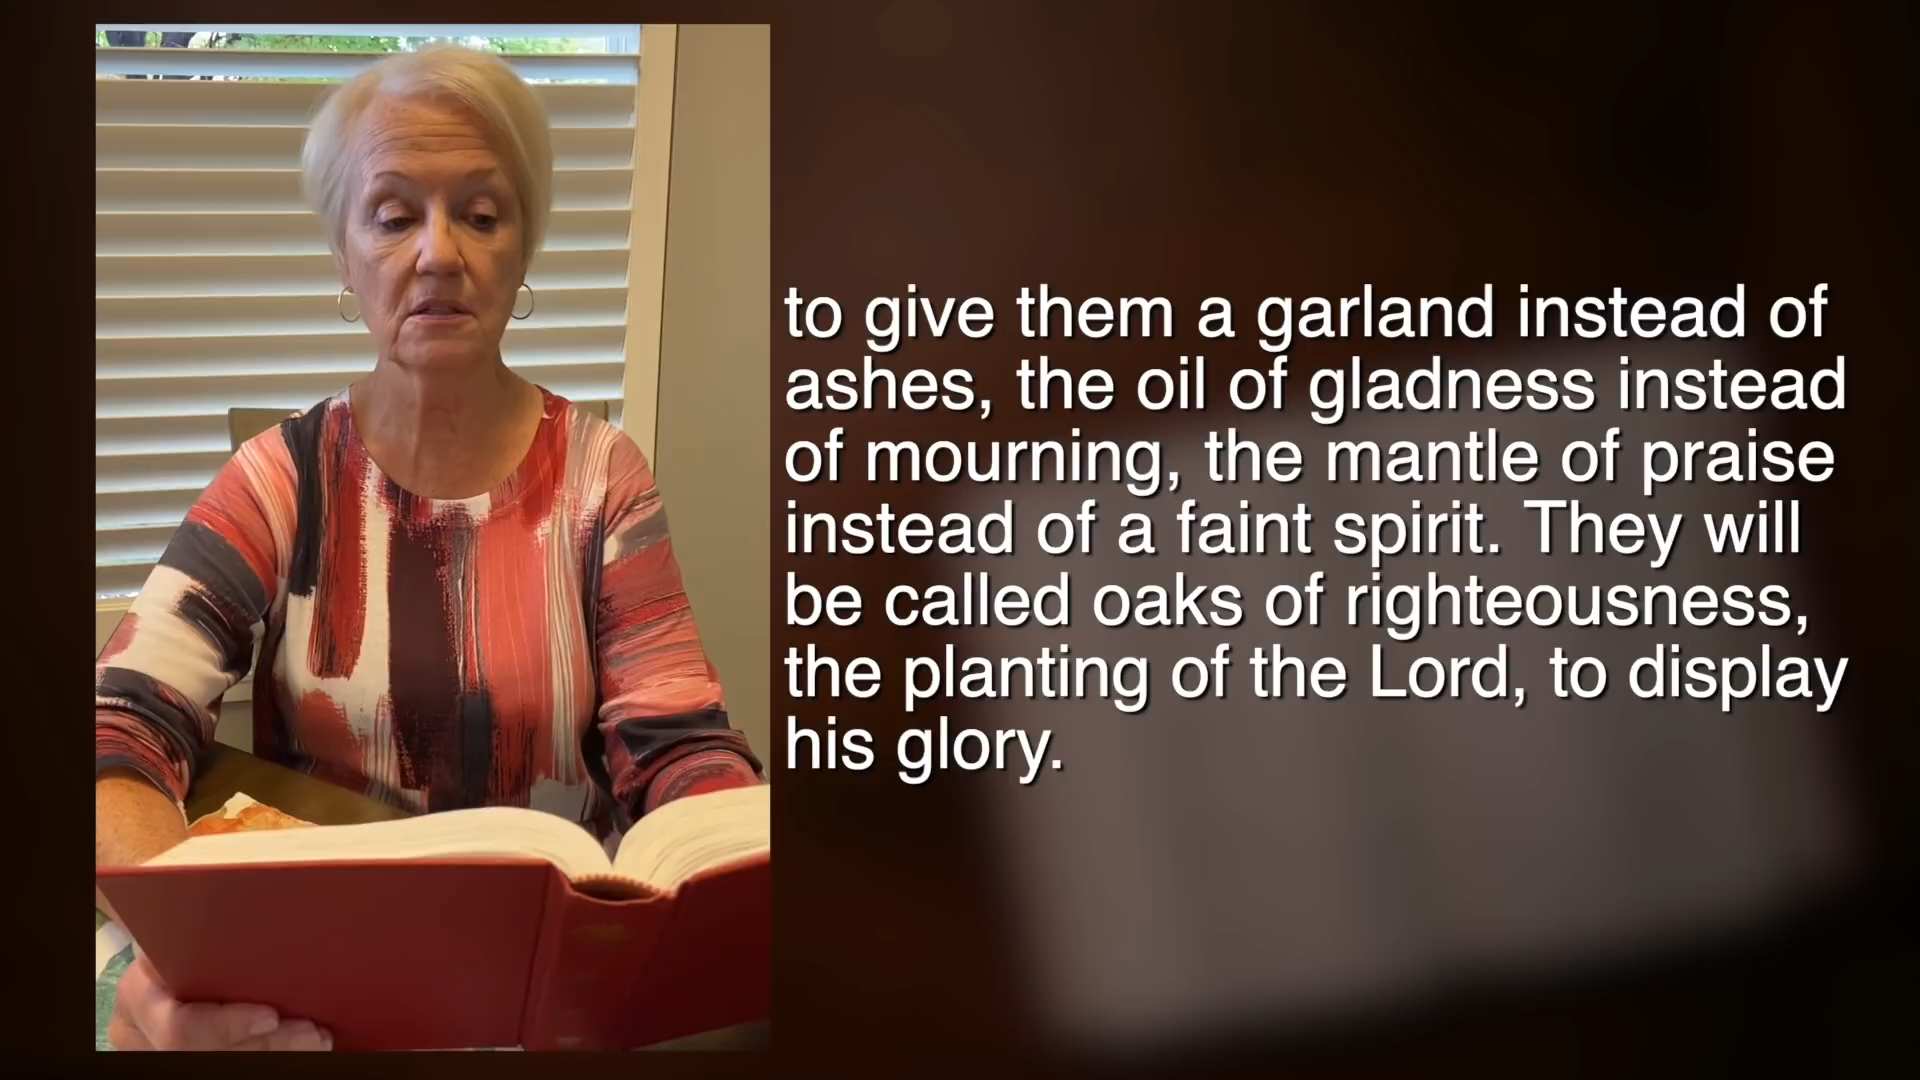 to give them a garland instead of
ashes, the oil of gladness instead
of mourning, the mantle of praise
instead of a faint spirit. They will
be called oaks of righteousness,
the planting of the Lord, to display
his glory.